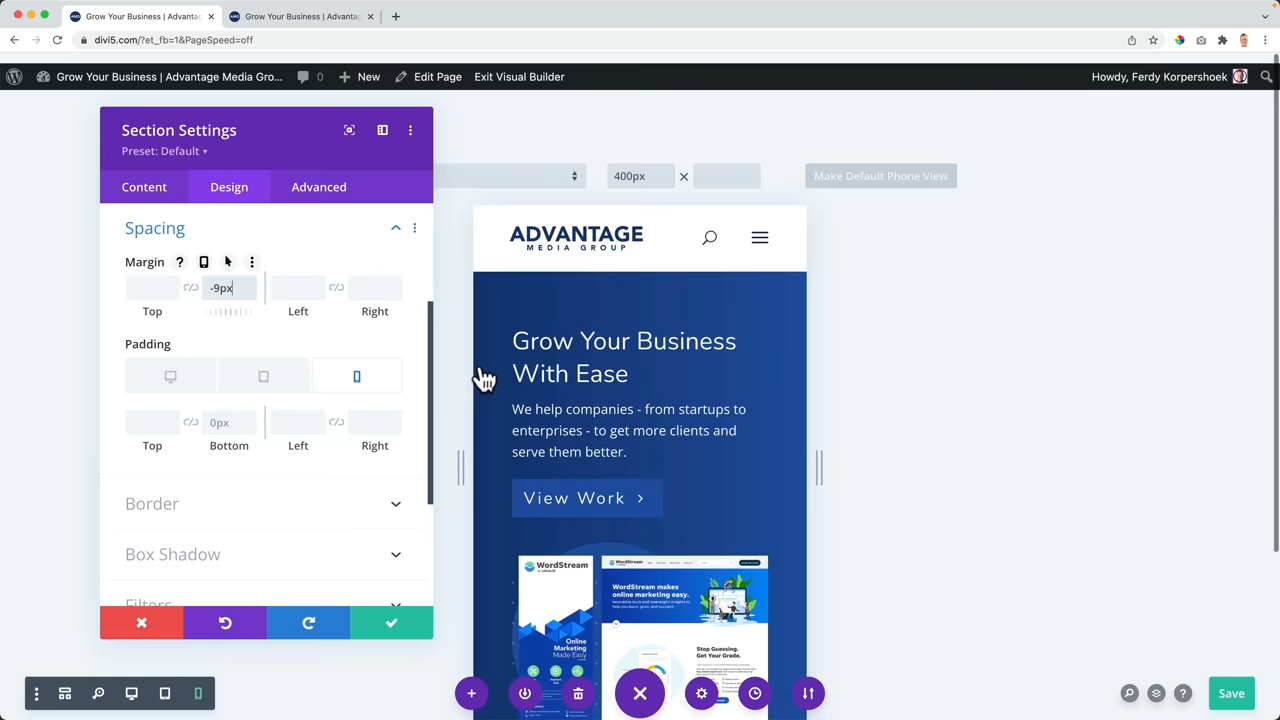 Grow Your Business | Advantag
Grow Your Business | Advantag
divi5.com/?et_fb=1&PageSpeed=off
Grow Your Business | Advantage Media Gro...
0
New
Edit Page
Exit Visual Builder
Howdy, Ferdy Korpershoek
Section Settings
Preset: Default
Content
Design
Advanced
400px
Make Default Phone View
Spacing
Margin
-9px
Top
Left
Right
Padding
0px
Top
Bottom
Left
Right
Border
Box Shadow
Filters
ADVANTAGE
MEDIA GROUP
Grow Your Business
With Ease
We help companies - from startups to
enterprises - to get more clients and
serve them better.
View Work
WordStream
Online
Marketing
Made Easy
WordStream
WordStream makes
online marketing easy.
Stop Guessing.
Get Your Grade.
Save